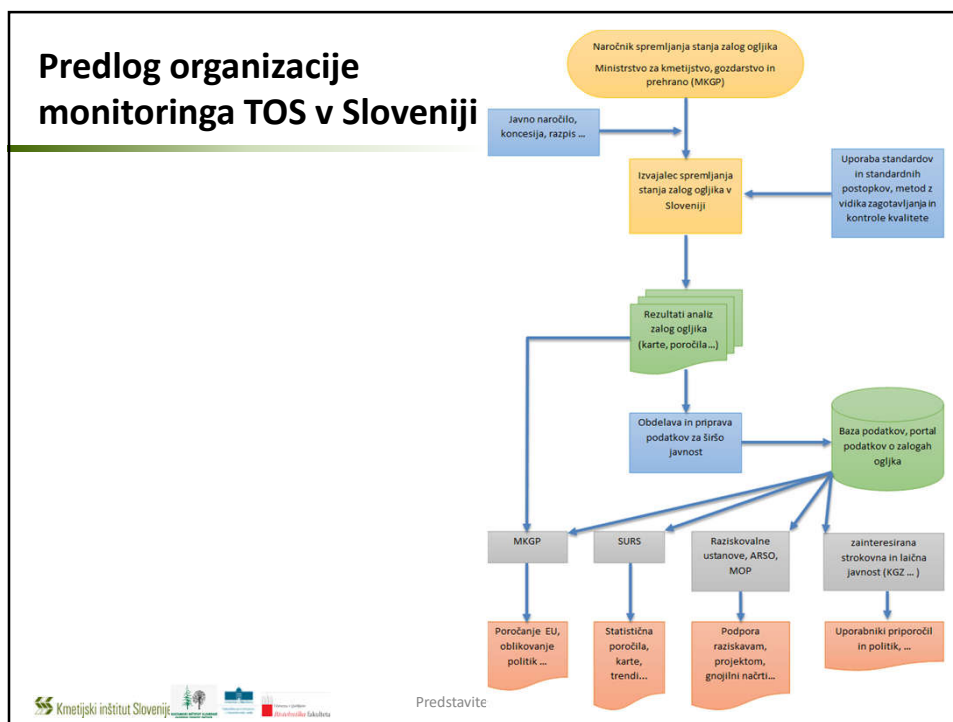 Predlog organizacije
monitoringa TOS v Sloveniji
Naročnik spremljanja stanja zalog ogljika
Ministrstvo za kmetijstvo, gozdarstvo in
prehrano (MKGP)
Javno naročilo,
koncesija, razpis ...
Izvajalec spremljanja
stanja zalog ogljika v
Sloveniji
Uporaba standardov
in standardnih
postopkov, metod z
vidika zagotavljanja in
kontrole kvalitete
Rezultati analiz
zalog ogljika
(karte, poročila...)
Obdelava in priprava
podatkov za širšo
javnost
Baza podatkov, portal
podatkov o zalogah
ogljka
MKGP
SURS
Raziskovalne
ustanove, ARSO,
MOP
zainteresirana
strokovna in laična
javnost (KGZ ... )
Poročanje EU,
oblikovanje
politik ...
Statistična
poročila,
karte,
trendi...
Podpora
raziskavam,
projektom,
gnojilni načrti...
Uporabniki priporočil
in politik, ...
Kmetijski inštitut Slovenije
Biotehniška fakulteta
Predstavite